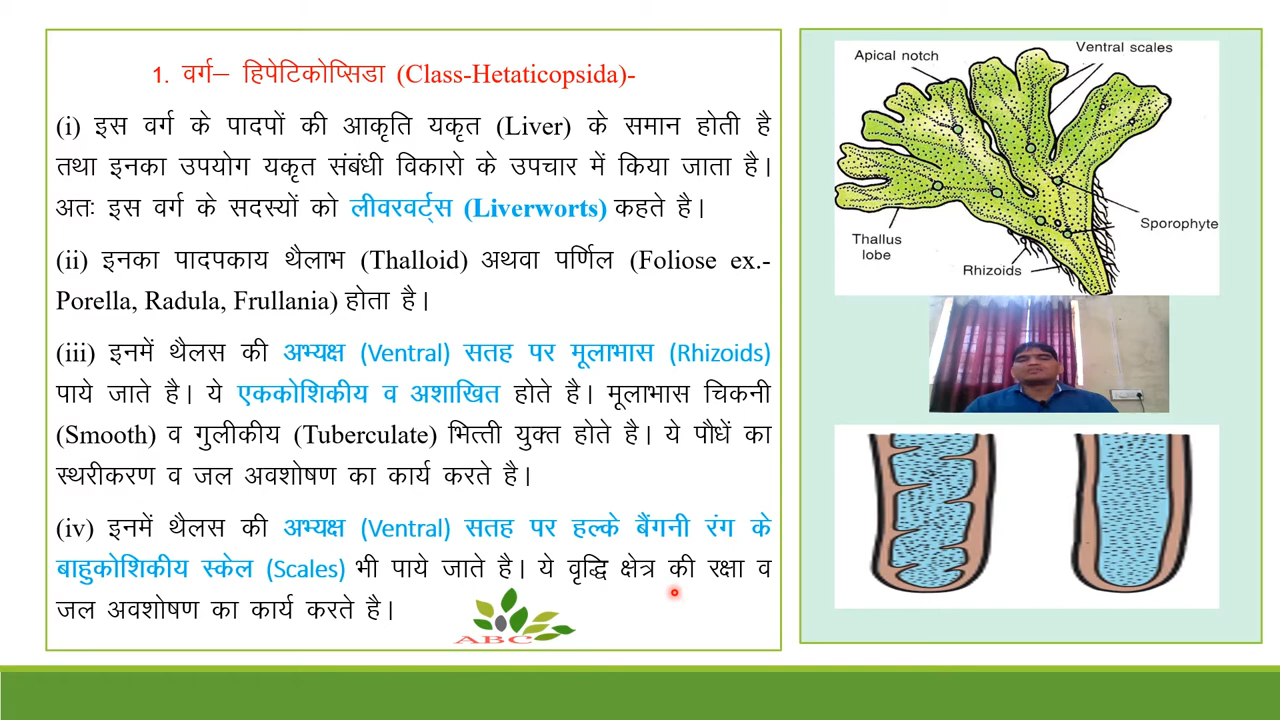 1. वर्ग– हिपेटिकोप्सिडा (Class-Hetaticopsida)-
(i) इस वर्ग के पादपों की आकृति यकृत (Liver) के समान होती है
तथा इनका उपयोग यकृत संबंधी विकारो के उपचार में किया जाता है।
अतः इस वर्ग के सदस्यों को लीवरवर्ट्स (Liverworts) कहते है।
(ii) इनका पादपकाय थैलाभ (Thalloid) अथवा पर्णिल (Foliose ex.-
Porella, Radula, Frullania) होता है।
(iii) इनमें थैलस की अभ्यक्ष (Ventral) सतह पर मूलाभास (Rhizoids)
पाये जाते है। ये एककोशिकीय व अशाखित होते है। मूलाभास चिकनी
(Smooth) व गुलीकीय (Tuberculate) भित्ती युक्त होते है। ये पौधें का
स्थरीकरण व जल अवशोषण का कार्य करते है।
(iv) इनमें थैलस की अभ्यक्ष (Ventral) सतह पर हल्के बैंगनी रंग के
बाहुकोशिकीय स्केल (Scales) भी पाये जाते है। ये वृद्धि क्षेत्र की रक्षा व
जल अवशोषण का कार्य करते है।
ABC
Ventral scales
Apical notch
Sporophyte
Thallus
lobe
Rhizoids